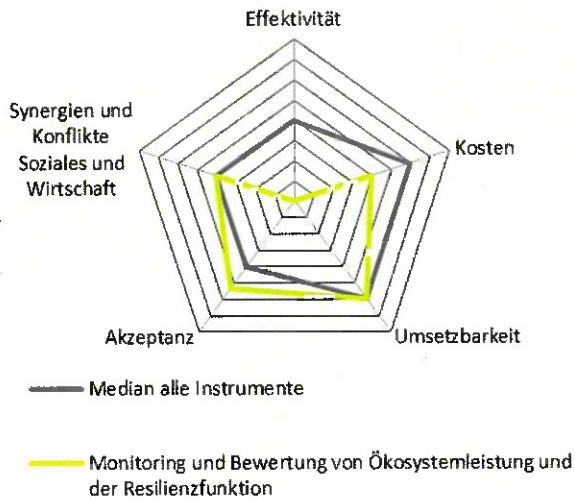 Effektivität
Synergien und
Konflikte
Soziales und
Wirtschaft
Kosten
Akzeptanz
Umsetzbarkeit
Median alle Instrumente
Monitoring und Bewertung von Ökosystemleistung und
der Resilienzfunktion